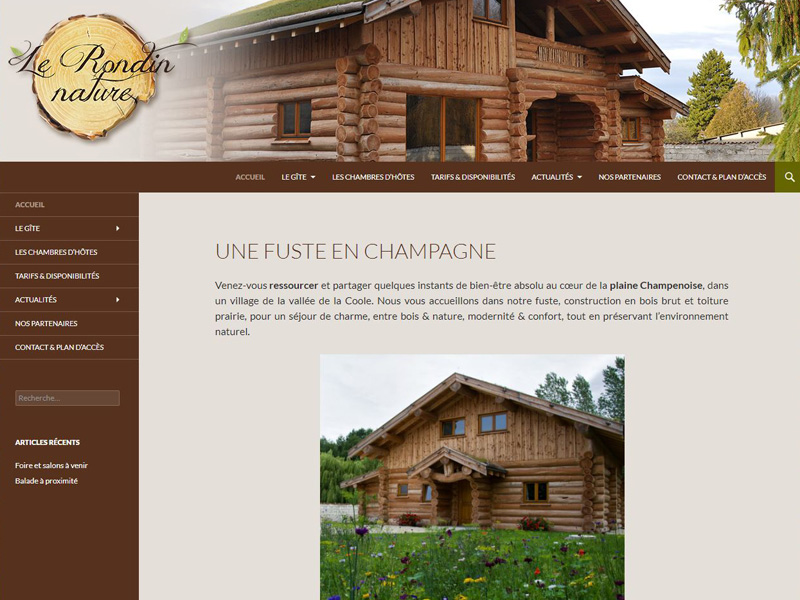 Le Rondin
nature
ACCUEIL LE GÎTE LES CHAMBRES D'HÔTES TARIFS & DISPONIBILITÉS ACTUALITÉS NOS PARTENAIRES CONTACT & PLAN D'ACCÈS
ACCUEIL
LE GÎTE
LES CHAMBRES D'HÔTES
TARIFS & DISPONIBILITÉS
ACTUALITÉS
NOS PARTENAIRES
CONTACT & PLAN D'ACCÈS
Recherche...
ARTICLES RÉCENTS
Foire et salons à venir
Balade à proximité
UNE FUSTE EN CHAMPAGNE
Venez-vous ressourcer et partager quelques instants de bien-être absolu au cœur de la plaine Champenoise, dans
un village de la vallée de la Coole. Nous vous accueillons dans notre fuste, construction en bois brut et toiture
prairie, pour un séjour de charme, entre bois & nature, modernité & confort, tout en préservant l'environnement
naturel.